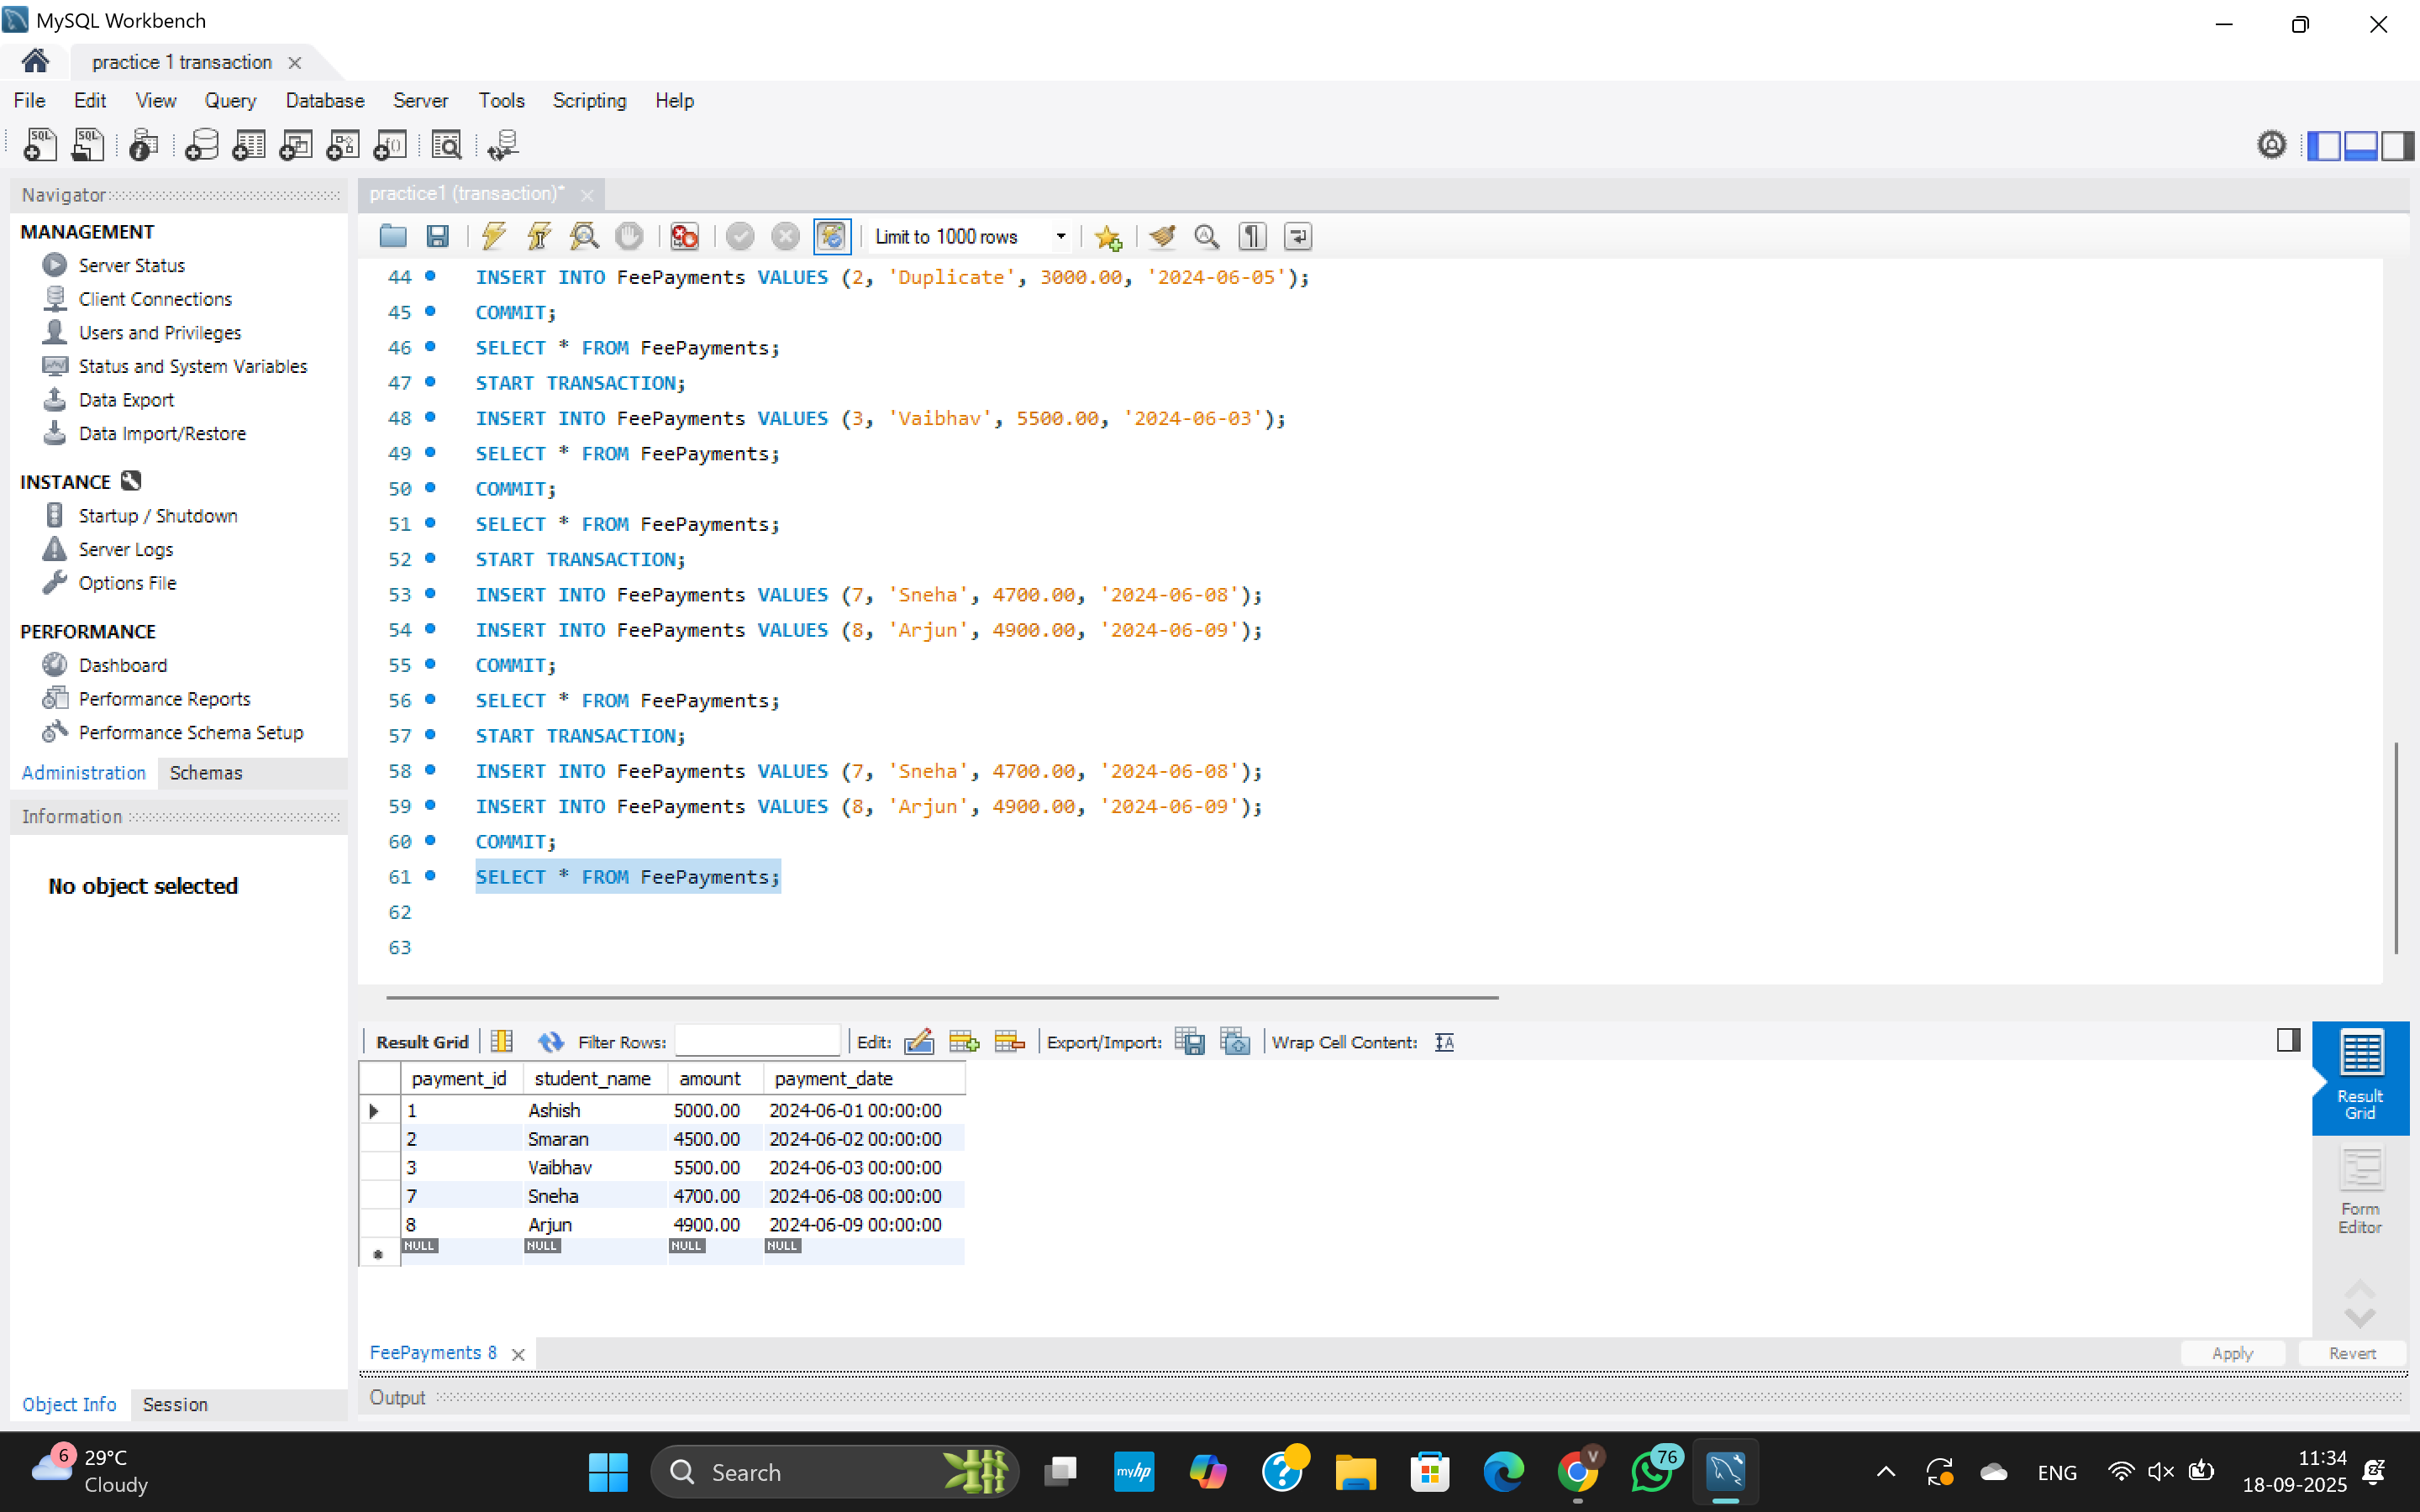 MySQL Workbench
practice 1 transaction
File Edit View Query Database Server Tools Scripting Help
Navigator
MANAGEMENT
Server Status
Client Connections
Users and Privileges
Status and System Variables
Data Export
Data Import/Restore
INSTANCE
Startup / Shutdown
Server Logs
Options File
PERFORMANCE
Dashboard
Performance Reports
Performance Schema Setup
Administration Schemas
Information
No object selected
Object Info Session
practice1 (transaction)*
Limit to 1000 rows
44 INSERT INTO FeePayments VALUES (2, 'Duplicate', 3000.00, '2024-06-05');
45 COMMIT;
46 SELECT * FROM FeePayments;
47 START TRANSACTION;
48 INSERT INTO FeePayments VALUES (3, 'Vaibhav', 5500.00, '2024-06-03');
49 SELECT * FROM FeePayments;
50 COMMIT;
51 SELECT * FROM FeePayments;
52 START TRANSACTION;
53 INSERT INTO FeePayments VALUES (7, 'Sneha', 4700.00, '2024-06-08');
54 INSERT INTO FeePayments VALUES (8, 'Arjun', 4900.00, '2024-06-09');
55 COMMIT;
56 SELECT * FROM FeePayments;
57 START TRANSACTION;
58 INSERT INTO FeePayments VALUES (7, 'Sneha', 4700.00, '2024-06-08');
59 INSERT INTO FeePayments VALUES (8, 'Arjun', 4900.00, '2024-06-09');
60 COMMIT;
61 SELECT * FROM FeePayments;
62
63
Result Grid Filter Rows: Edit: Export/Import: Wrap Cell Content:
payment_id student_name amount payment_date
1 Ashish 5000.00 2024-06-01 00:00:00
2 Smaran 4500.00 2024-06-02 00:00:00
3 Vaibhav 5500.00 2024-06-03 00:00:00
7 Sneha 4700.00 2024-06-08 00:00:00
8 Arjun 4900.00 2024-06-09 00:00:00
NULL NULL NULL NULL
Result
Grid
Form
Editor
FeePayments 8
Apply Revert
Output
6
29°C
Cloudy
Search
myhp
V
76
ENG
11:34
18-09-2025